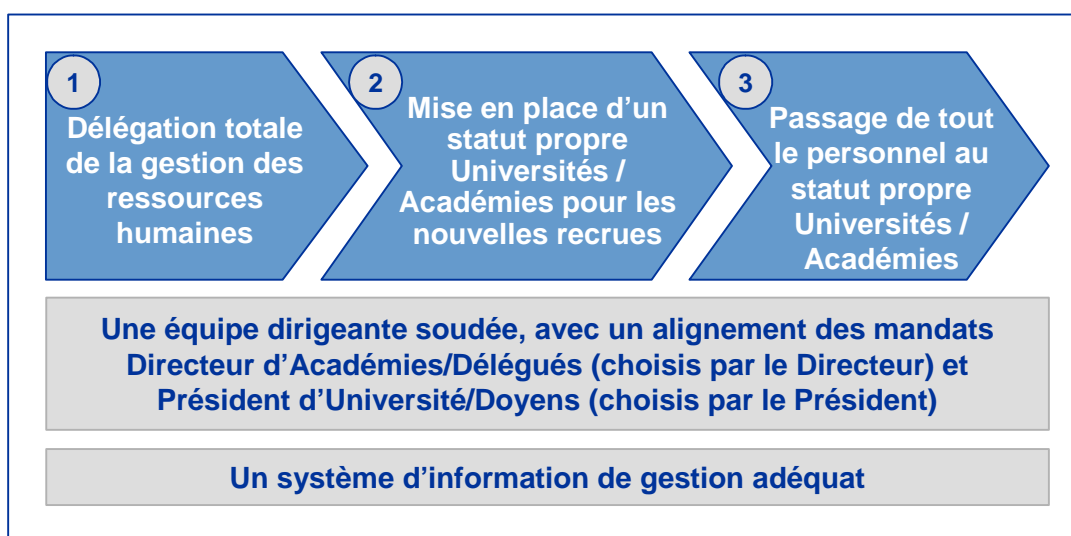 1
Délégation totale
de la gestion des
ressources
humaines
2
Mise en place d’un
statut propre
Universités /
Académies pour les
nouvelles recrues
3
Passage de tout
le personnel au
statut propre
Universités /
Académies
Une équipe dirigeante soudée, avec un alignement des mandats
Directeur d’Académies/Délégués (choisis par le Directeur) et
Président d’Université/Doyens (choisis par le Président)
Un système d’information de gestion adéquat